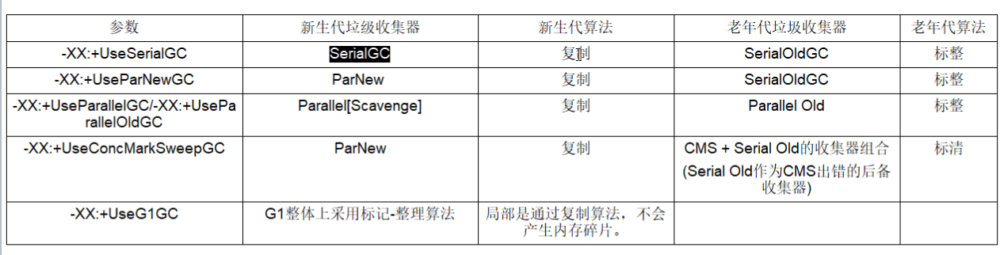 参数 新生代垃级收集器 新生代算法 老年代垃圾收集器 老年代算法
-XX:+UseSerialGC SerialGC 复制 SerialOldGC 标整
-XX:+UseParNewGC ParNew 复制 SerialOldGC 标整
-XX:+UseParallelGC/-XX:+UsePa Parallel[Scavenge] 复制 Parallel Old 标整
rallelOldGC
-XX:+UseConcMarkSweepGC ParNew 复制 CMS + Serial Old的收集器组合 标清
(Serial Old作为CMS出错的后备
收集器)
-XX:+UseG1GC G1整体上采用标记-整理算法 局部是通过复制算法，不会
产生内存碎片。